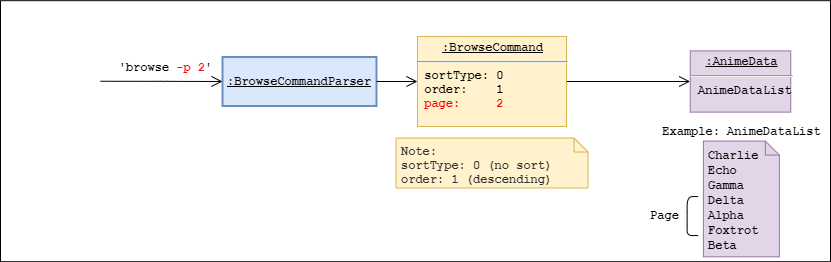 'browse -p 2'
:BrowseCommandParser
:BrowseCommand
sortType: 0
order: 1
page: 2
Note:
sortType: 0 (no sort)
order: 1 (descending)
:AnimeData
AnimeDataList
Example: AnimeDataList
Charlie
Echo
Gamma
Delta
Alpha
Foxtrot
Beta
Page